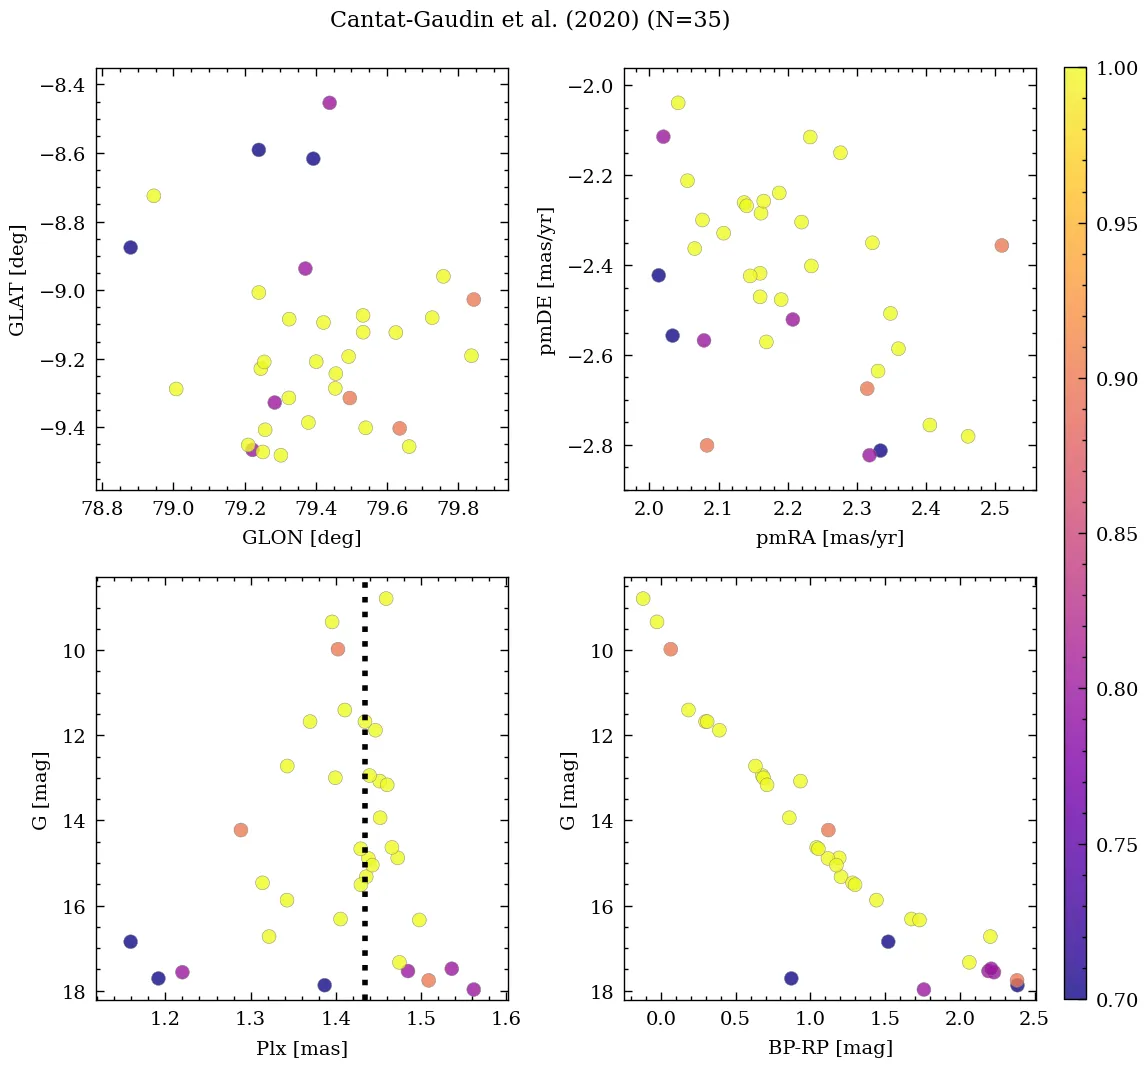 Cantat-Gaudin et al. (2020) (N=35)
−8.4
−8.6
−8.8
−9.0
−9.2
−9.4
GLAT [deg]
78.8 79.0 79.2 79.4 79.6 79.8
GLON [deg]
−2.0
−2.2
−2.4
−2.6
−2.8
pmDE [mas/yr]
2.0 2.1 2.2 2.3 2.4 2.5
pmRA [mas/yr]
1.00
0.95
0.90
0.85
0.80
0.75
0.70
10
12
14
16
18
G [mag]
1.2 1.3 1.4 1.5 1.6
Plx [mas]
10
12
14
16
18
G [mag]
0.0 0.5 1.0 1.5 2.0 2.5
BP-RP [mag]